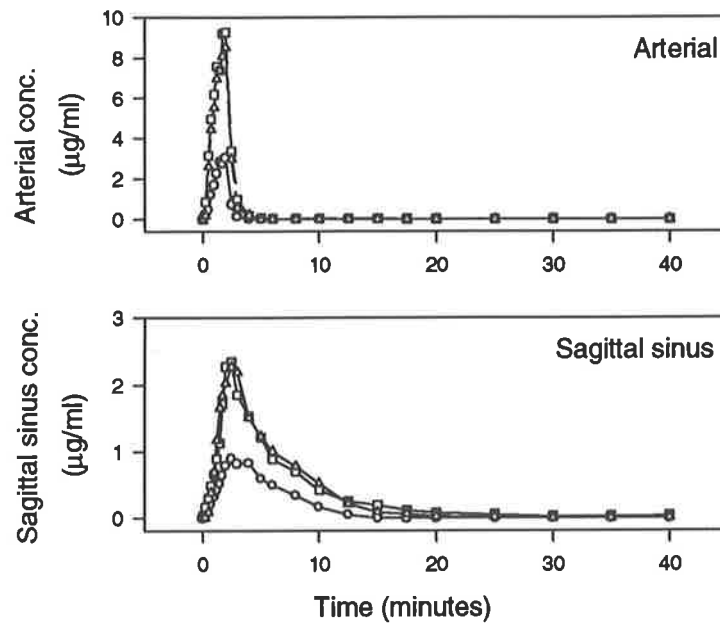 10
8
6
4
2
0
Arterial conc.
(μg/ml)
Arterial
0 10 20 30 40
3
2
1
0
Sagittal sinus conc.
(μg/ml)
Sagittal sinus
0 10 20 30 40
Time (minutes)